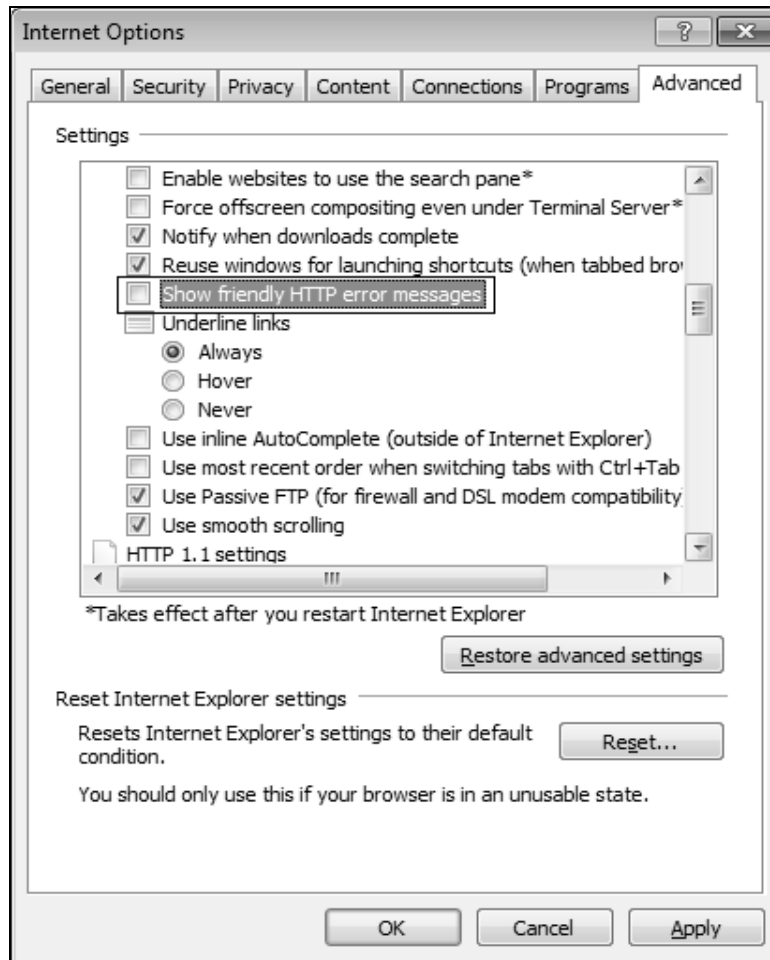 Internet Options
General Security Privacy Content Connections Programs Advanced
Settings
Enable websites to use the search pane*
Force offscreen compositing even under Terminal Server*
Notify when downloads complete
Reuse windows for launching shortcuts (when tabbed bro
Show friendly HTTP error messages
Underline links
Always
Hover
Never
Use inline AutoComplete (outside of Internet Explorer)
Use most recent order when switching tabs with Ctrl+Tab
Use Passive FTP (for firewall and DSL modem compatibility
Use smooth scrolling
HTTP 1.1 settings
*Takes effect after you restart Internet Explorer
Restore advanced settings
Reset Internet Explorer settings
Resets Internet Explorer's settings to their default
condition.
Reset...
You should only use this if your browser is in an unusable state.
OK Cancel Apply